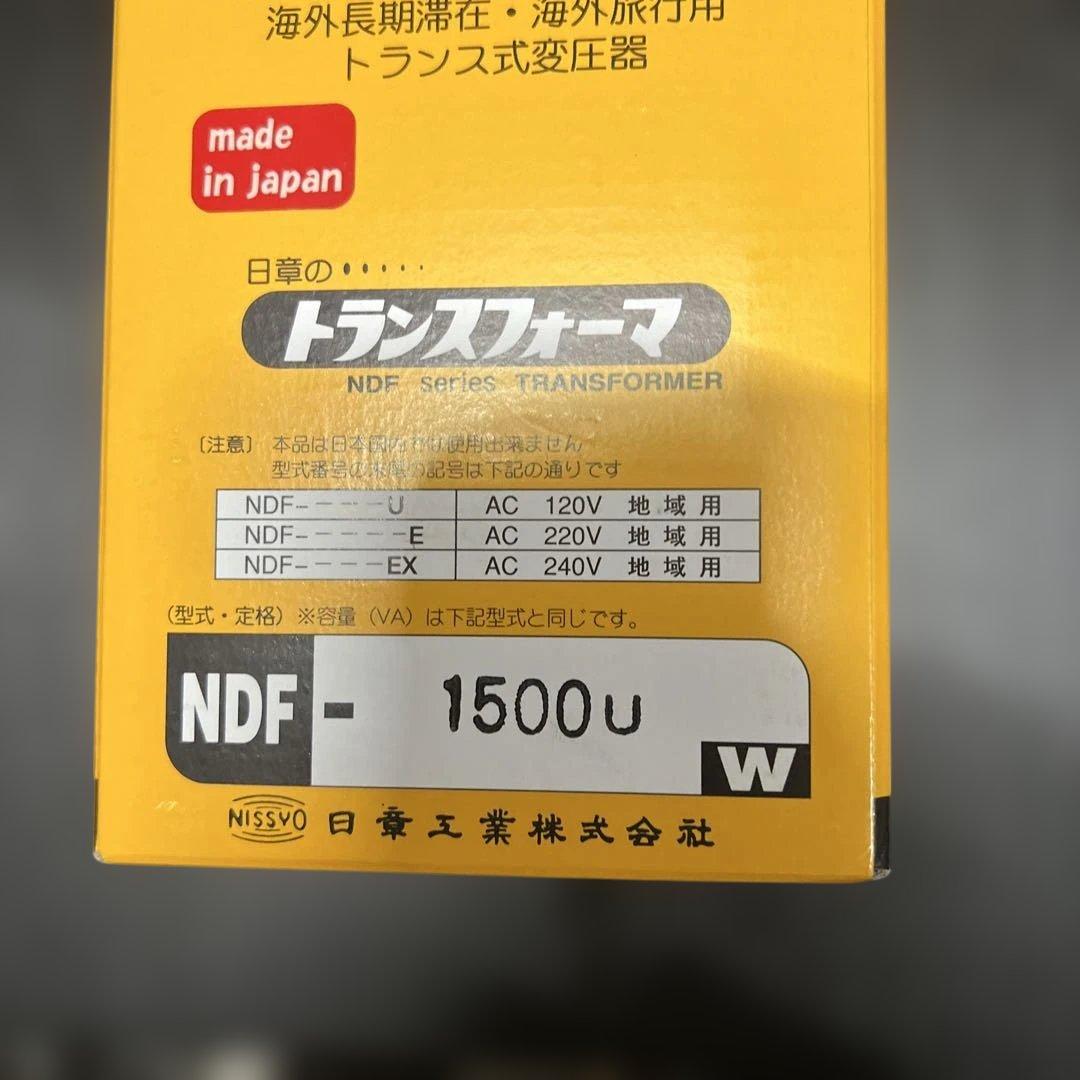 海外長期滞在・海外旅行用
トランス式変圧器
made
in japan
日章の・・・・・
トランスフォーマ
NDF series TRANSFORMER
〔注意〕 本品は日本国内では使用出来ません
型式番号の末尾の記号は下記の通りです
NDF-－－－－U AC 120V 地域用
NDF-－－－－E AC 220V 地域用
NDF-－－－EX AC 240V 地域用
(型式・定格) ※容量 (VA) は下記型式と同じです。
NDF - 1500U
W
NISSYO 日章工業株式会社